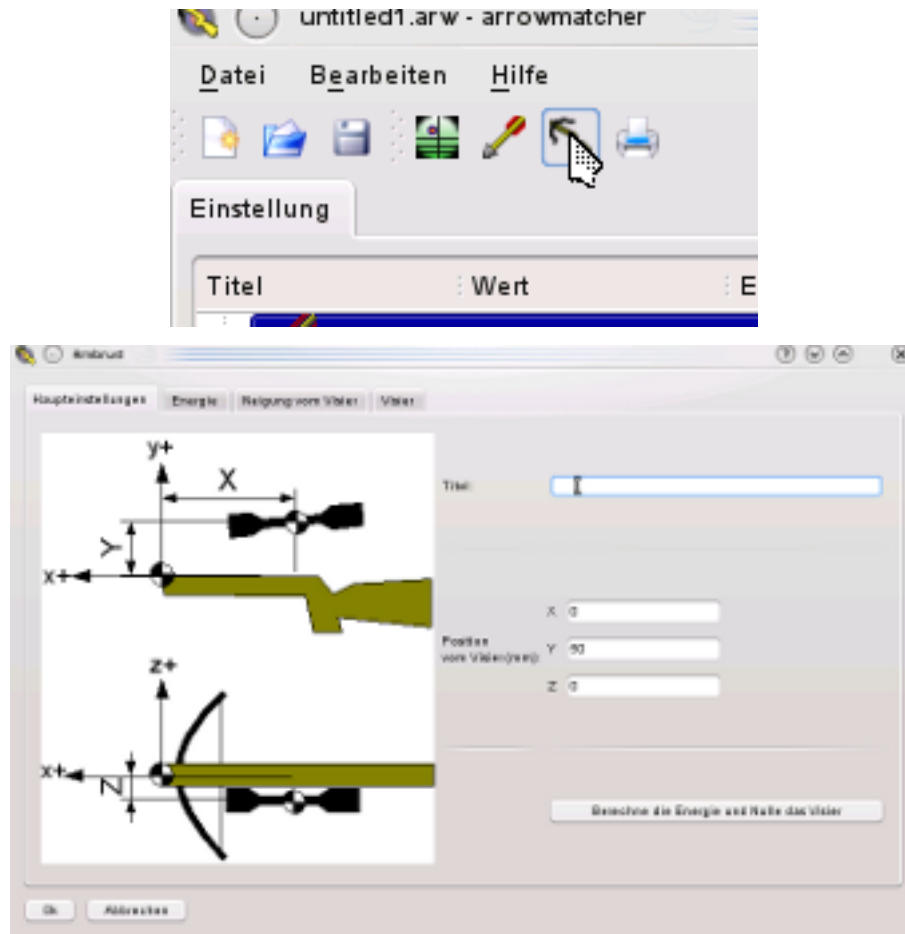 untitled1.arw - arrowmatcher
Datei Bearbeiten Hilfe
Einstellung
Titel Wert E
Armbrust
Haupteinstellungen Energie Neigung vom Visier Visier
y+
X
Y
x+
z+
x+
Z
Titel:
X 0
Position
vom Visier(mm): Y 90
Z 0
Berechne die Energie und Nulle das Visier
Ok Abbrechen